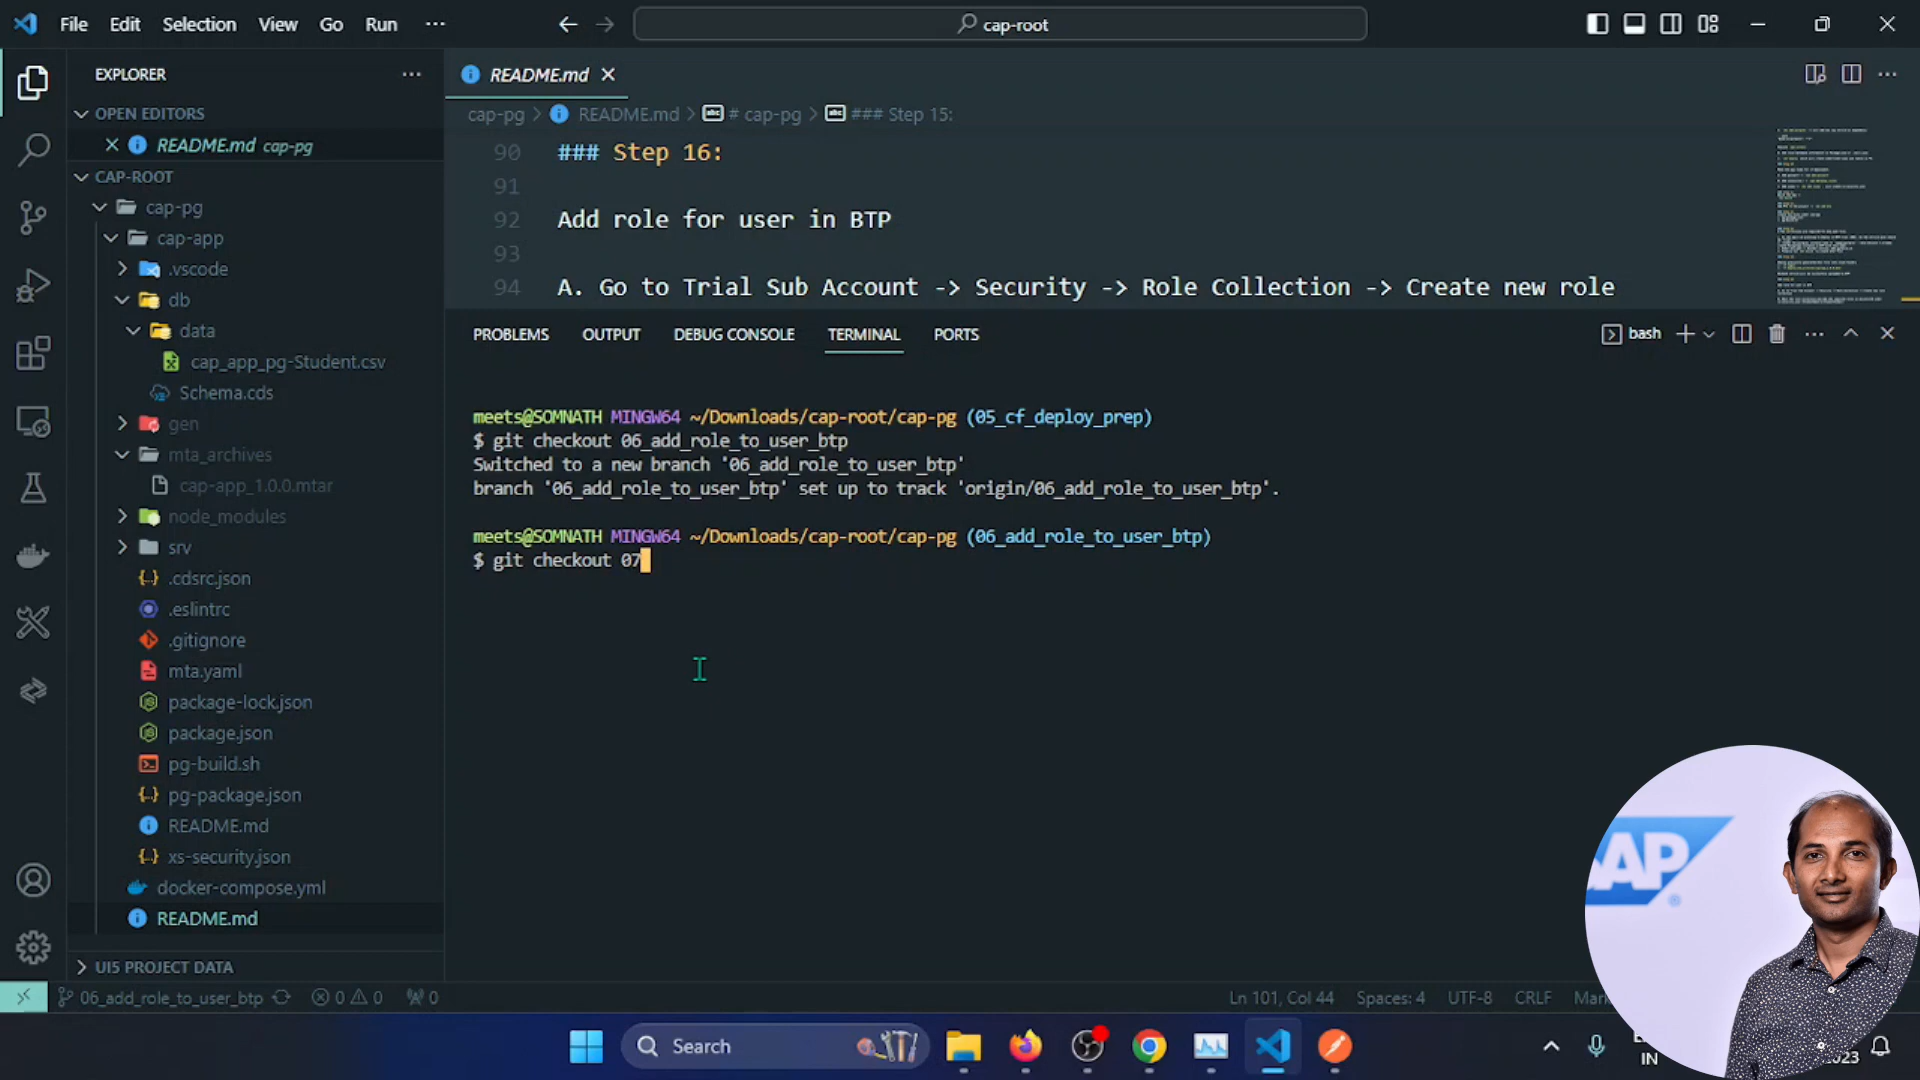 File Edit Selection View Go Run ···
cap-root
EXPLORER
OPEN EDITORS
README.md cap-pg
CAP-ROOT
cap-pg
cap-app
.vscode
db
data
cap_app_pg-Student.csv
Schema.cds
gen
mta_archives
cap-app_1.0.0.mtar
node_modules
srv
.cdsrc.json
.eslintrc
.gitignore
mta.yaml
package-lock.json
package.json
pg-build.sh
pg-package.json
README.md
xs-security.json
docker-compose.yml
README.md
UI5 PROJECT DATA
README.md
cap-pg > README.md > # cap-pg > ### Step 15:
90 ### Step 16:
91
92 Add role for user in BTP
93
94 A. Go to Trial Sub Account -> Security -> Role Collection -> Create new role
PROBLEMS OUTPUT DEBUG CONSOLE TERMINAL PORTS
bash
meets@SOMNATH MINGW64 ~/Downloads/cap-root/cap-pg (05_cf_deploy_prep)
$ git checkout 06_add_role_to_user_btp
Switched to a new branch '06_add_role_to_user_btp'
branch '06_add_role_to_user_btp' set up to track 'origin/06_add_role_to_user_btp'.
meets@SOMNATH MINGW64 ~/Downloads/cap-root/cap-pg (06_add_role_to_user_btp)
$ git checkout 07
06_add_role_to_user_btp 0 0 0
Ln 101, Col 44 Spaces: 4 UTF-8 CRLF Mark
Search
IN
2023
AP